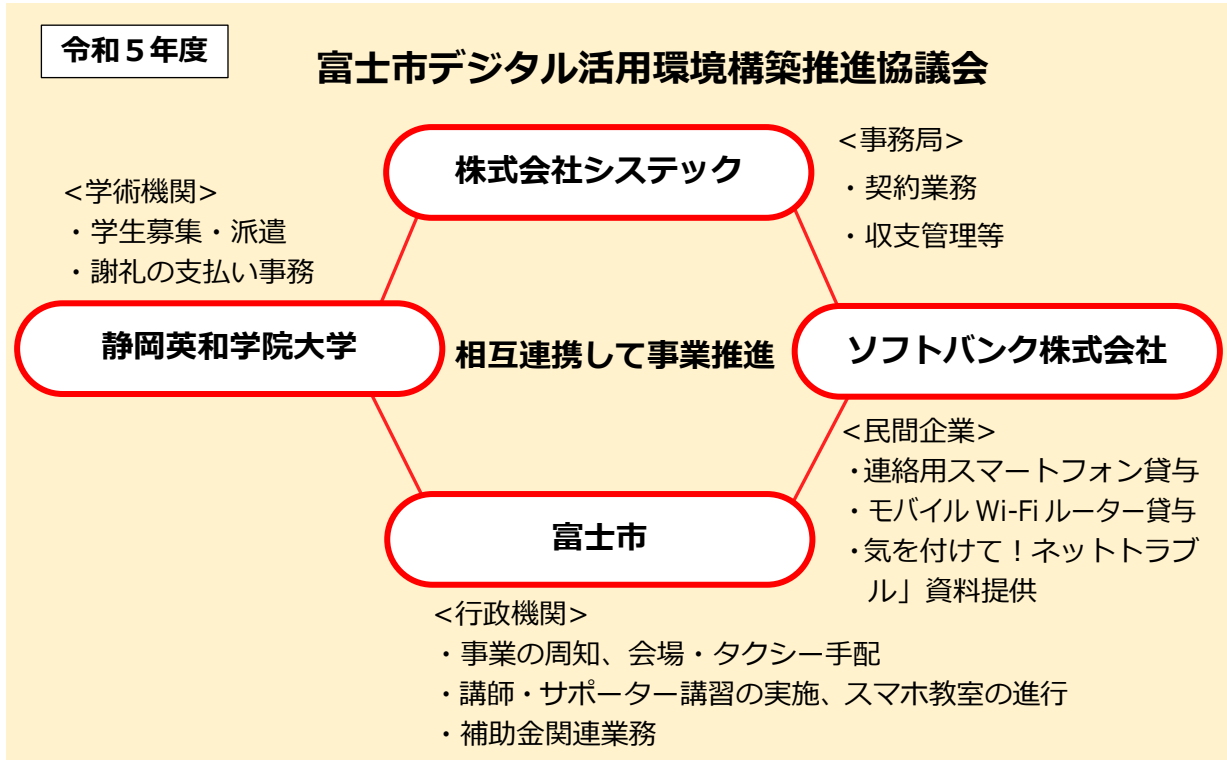 令和５年度
富士市デジタル活用環境構築推進協議会
株式会社システック
<事務局>
・契約業務
・収支管理等
<学術機関>
・学生募集・派遣
・謝礼の支払い事務
静岡英和学院大学
相互連携して事業推進
ソフトバンク株式会社
<民間企業>
・連絡用スマートフォン貸与
・モバイル Wi-Fi ルーター貸与
・気を付けて！ネットトラブ
ル」資料提供
富士市
<行政機関>
・事業の周知、会場・タクシー手配
・講師・サポーター講習の実施、スマホ教室の進行
・補助金関連業務